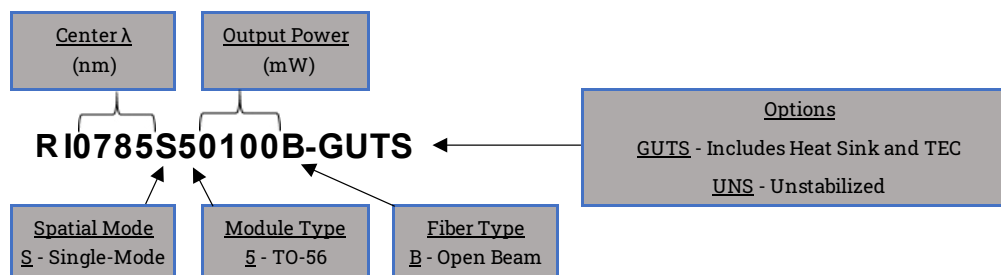 Center λ
(nm)
Output Power
(mW)
RI0785S50100B-GUTS
Options
GUTS - Includes Heat Sink and TEC
UNS - Unstabilized
Spatial Mode
S - Single-Mode
Module Type
5 - TO-56
Fiber Type
B - Open Beam